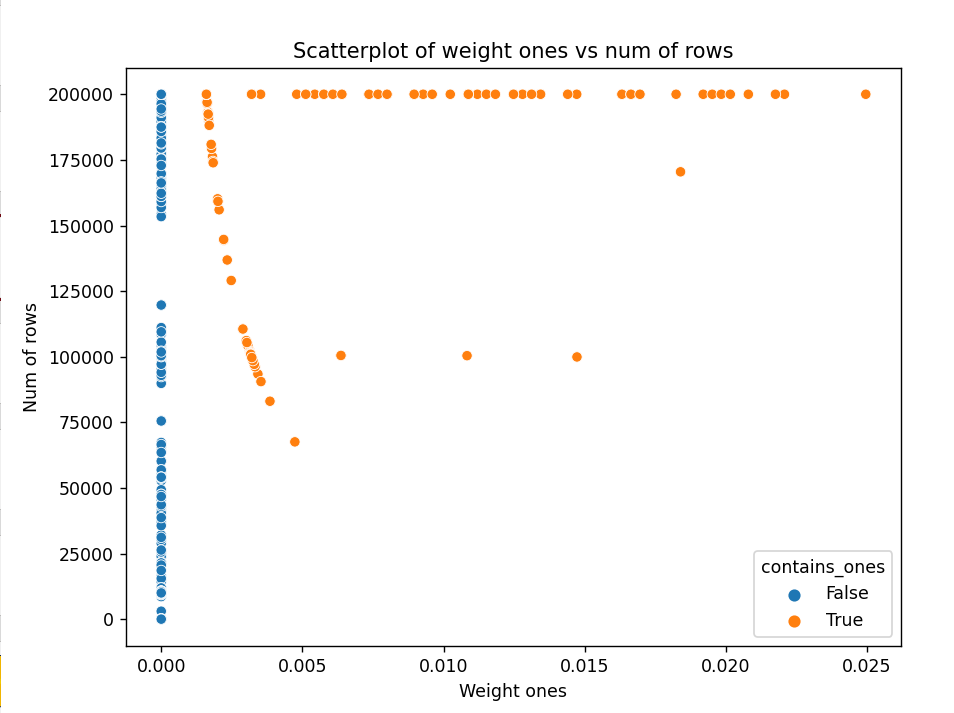 Scatterplot of weight ones vs num of rows
200000
175000
150000
125000
100000
75000
50000
25000
0
Num of rows
0.000
0.005
0.010
0.015
0.020
0.025
Weight ones
contains_ones
False
True